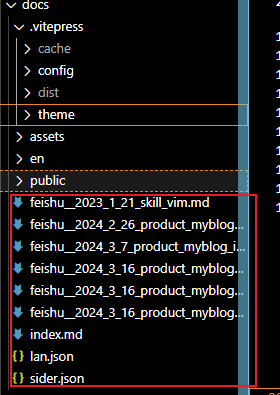 docs
.vitepress
cache
config
dist
theme
assets
en
public
feishu__2023_1_21_skill_vim.md
feishu__2024_2_26_product_myblog...
feishu__2024_3_7_product_myblog_i...
feishu__2024_3_16_product_myblog...
feishu__2024_3_16_product_myblog...
feishu__2024_3_16_product_myblog...
index.md
{} lan.json
{} sider.json